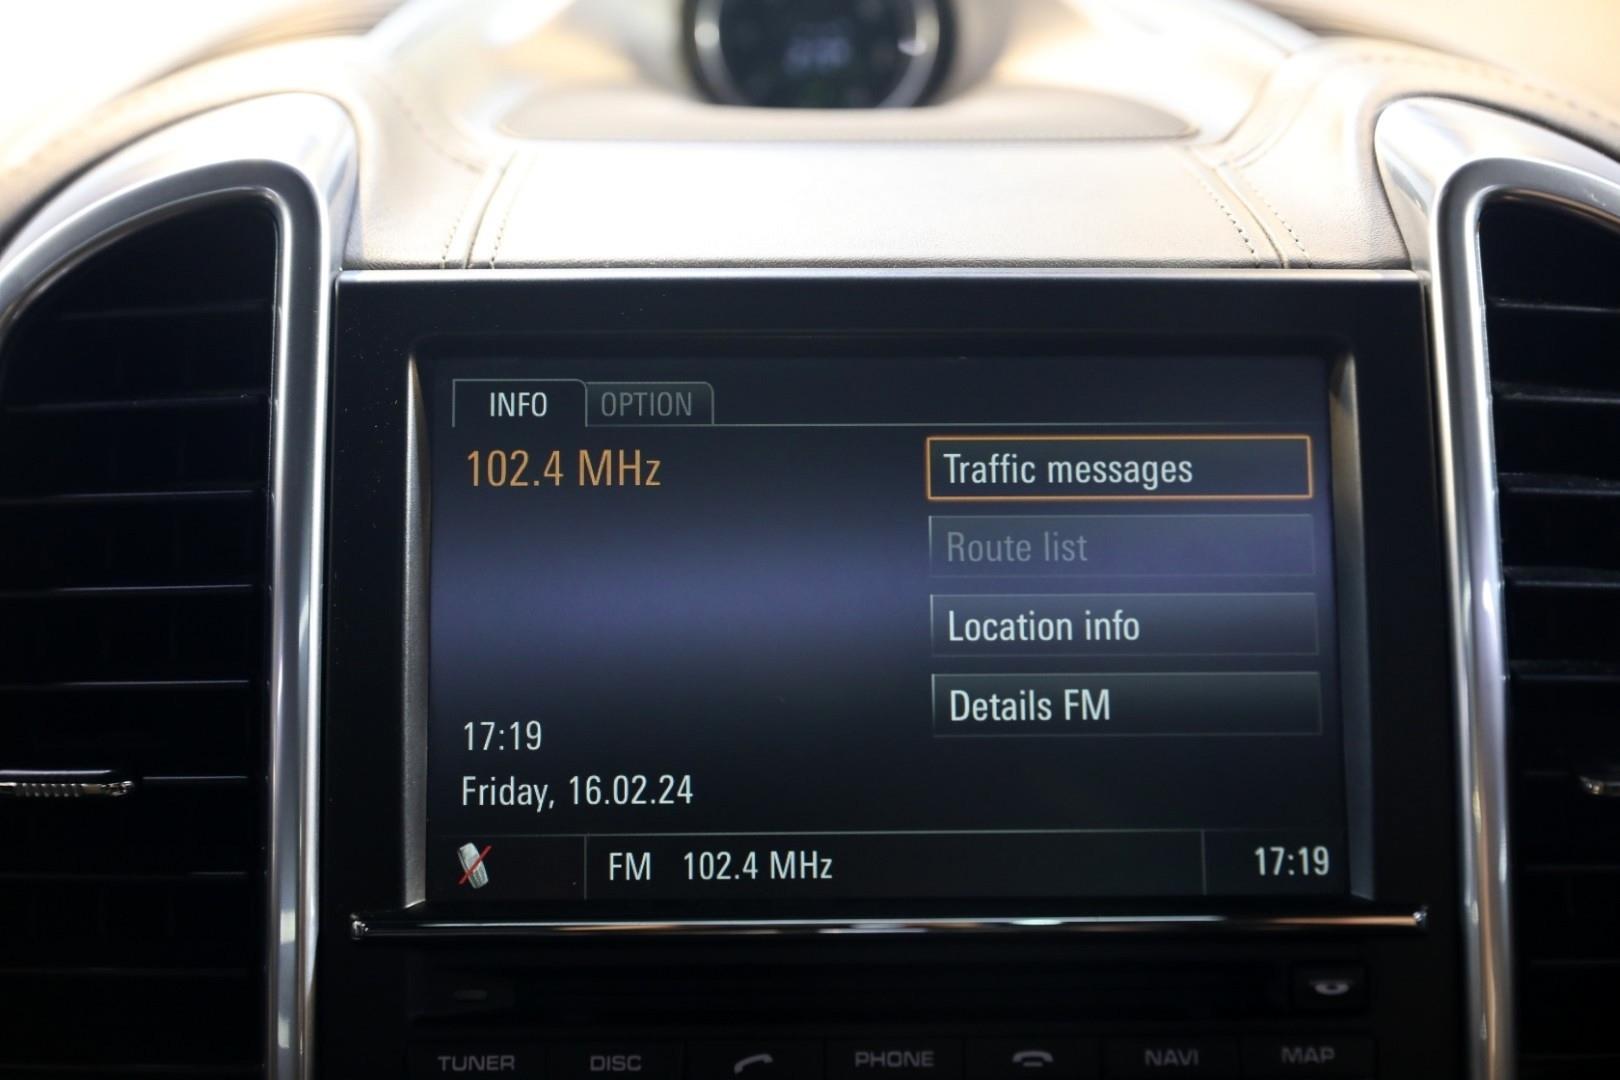 INFO OPTION
102.4 MHz
Traffic messages
Route list
Location info
Details FM
17:19
Friday, 16.02.24
FM 102.4 MHz 17:19
TUNER DISC PHONE NAVI MAP